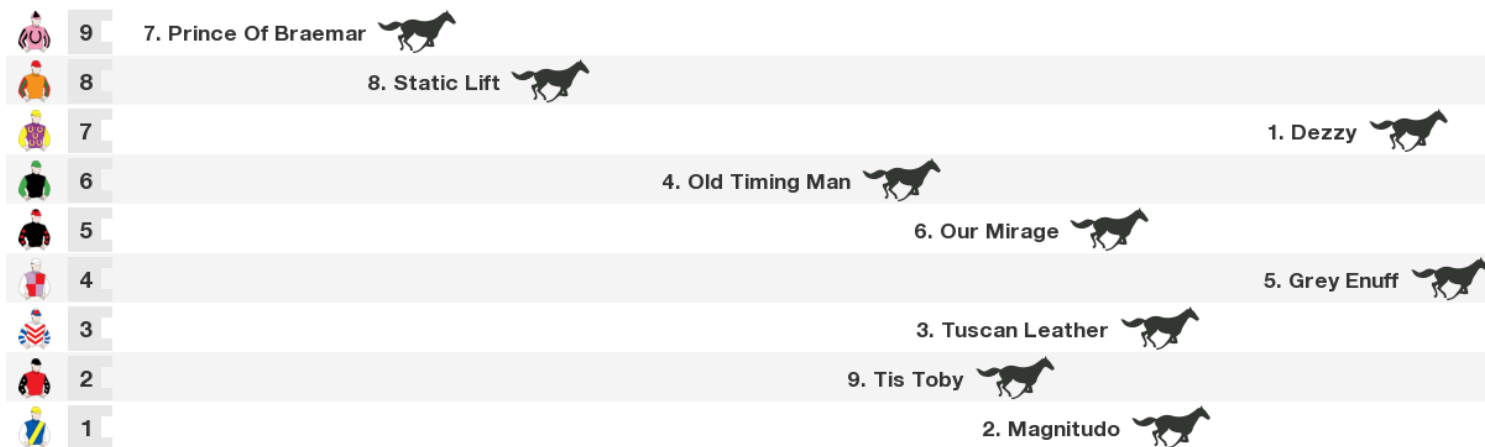 9 7. Prince Of Braemar
8 8. Static Lift
7 1. Dezzy
6 4. Old Timing Man
5 6. Our Mirage
4 5. Grey Enuff
3 3. Tuscan Leather
2 9. Tis Toby
1 2. Magnitudo